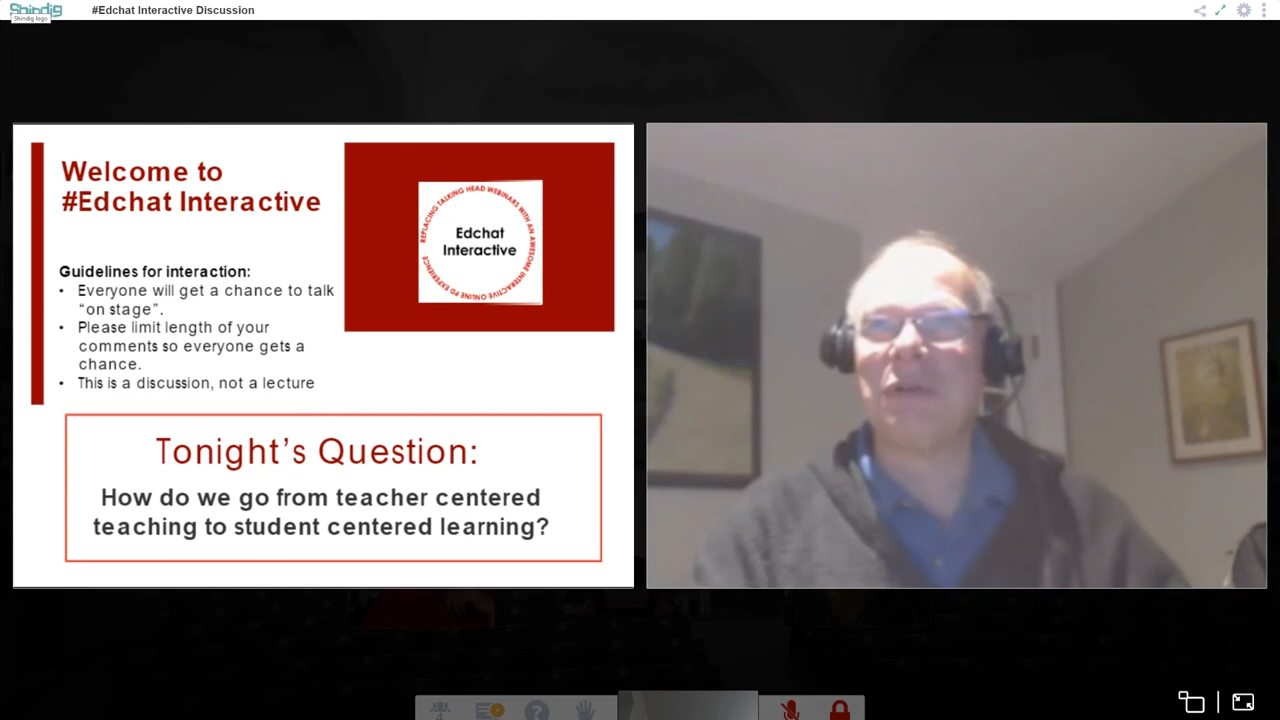 Shindig
Shindig logo
#Edchat Interactive Discussion
Welcome to
#Edchat Interactive
Guidelines for interaction:
• Everyone will get a chance to talk
“on stage”.
• Please limit length of your
comments so everyone gets a
chance.
• This is a discussion, not a lecture
REPLACING TALKING HEAD WEBINARS WITH AN AWESOME INTERACTIVE ONLINE PD EXPERIENCE
Edchat
Interactive
Tonight’s Question:
How do we go from teacher centered
teaching to student centered learning?